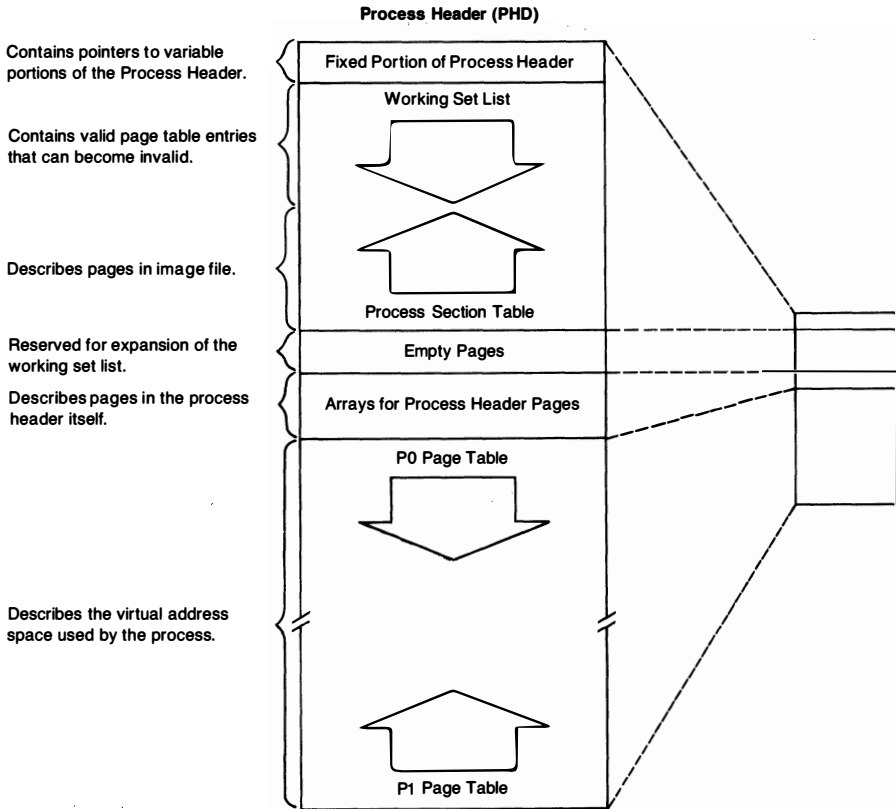 Process Header (PHD)
Contains pointers to variable
portions of the Process Header.
Fixed Portion of Process Header
Working Set List
Contains valid page table entries
that can become invalid.
Describes pages in image file.
Process Section Table
Reserved for expansion of the
working set list.
Empty Pages
Describes pages in the process
header itself.
Arrays for Process Header Pages
P0 Page Table
Describes the virtual address
space used by the process.
P1 Page Table